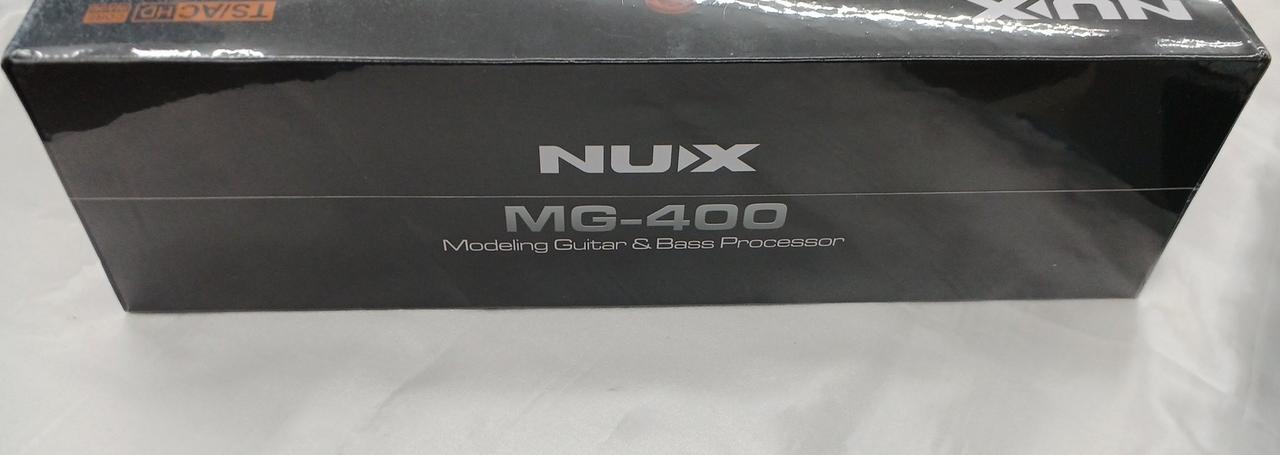 TS/AC HD
NUX
NUX
MG-400
Modeling Guitar & Bass Processor